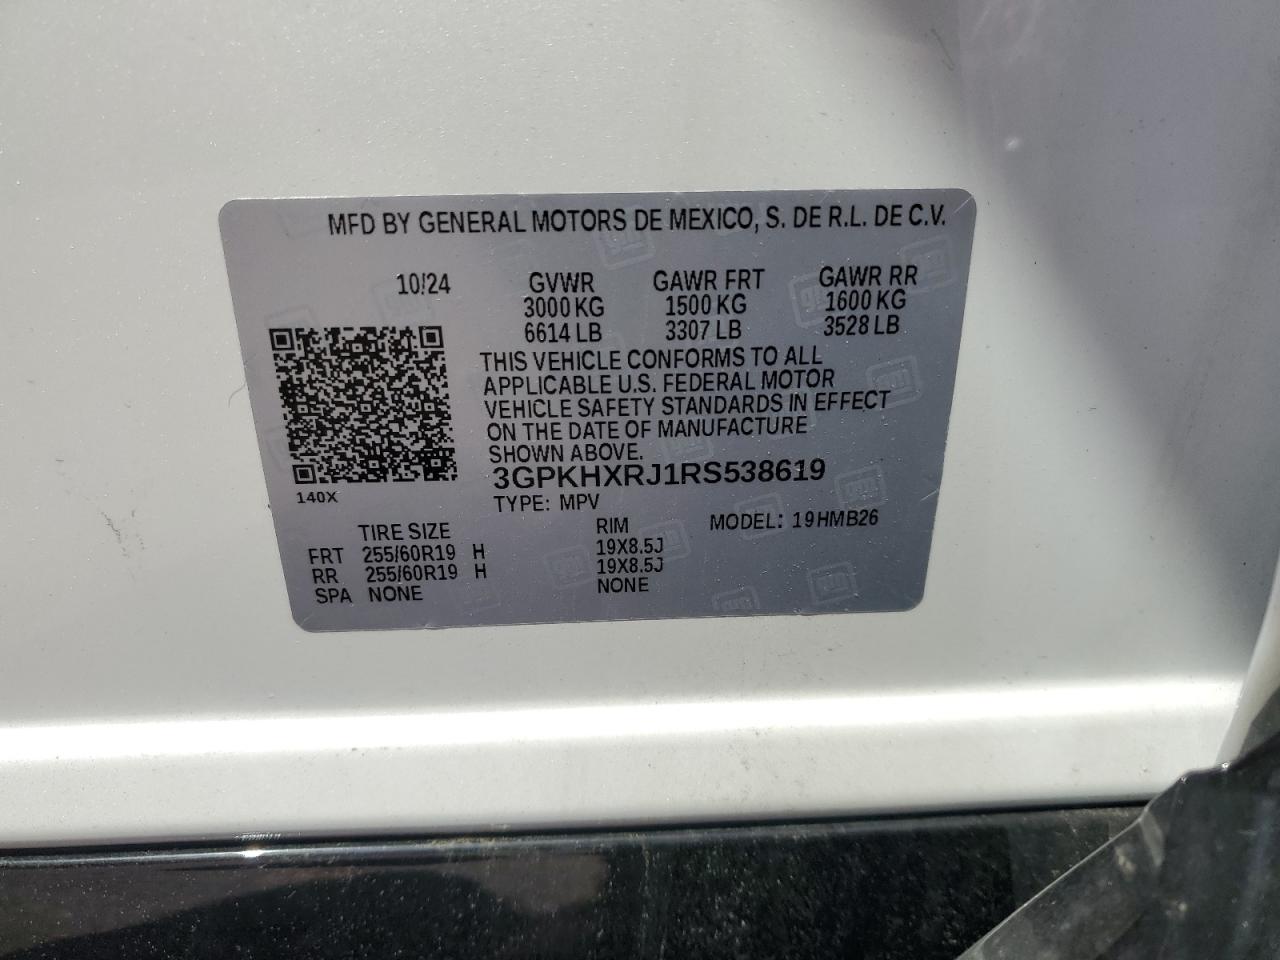 MFD BY GENERAL MOTORS DE MEXICO, S. DE R.L. DE C.V.
10/24 GVWR GAWR FRT GAWR RR
3000 KG 1500 KG 1600 KG
6614 LB 3307 LB 3528 LB
THIS VEHICLE CONFORMS TO ALL
APPLICABLE U.S. FEDERAL MOTOR
VEHICLE SAFETY STANDARDS IN EFFECT
ON THE DATE OF MANUFACTURE
SHOWN ABOVE.
3GPKHXRJ1RS538619
140X
TYPE: MPV
TIRE SIZE RIM MODEL: 19HMB26
FRT 255/60R19 H 19X8.5J
RR 255/60R19 H 19X8.5J
SPA NONE NONE